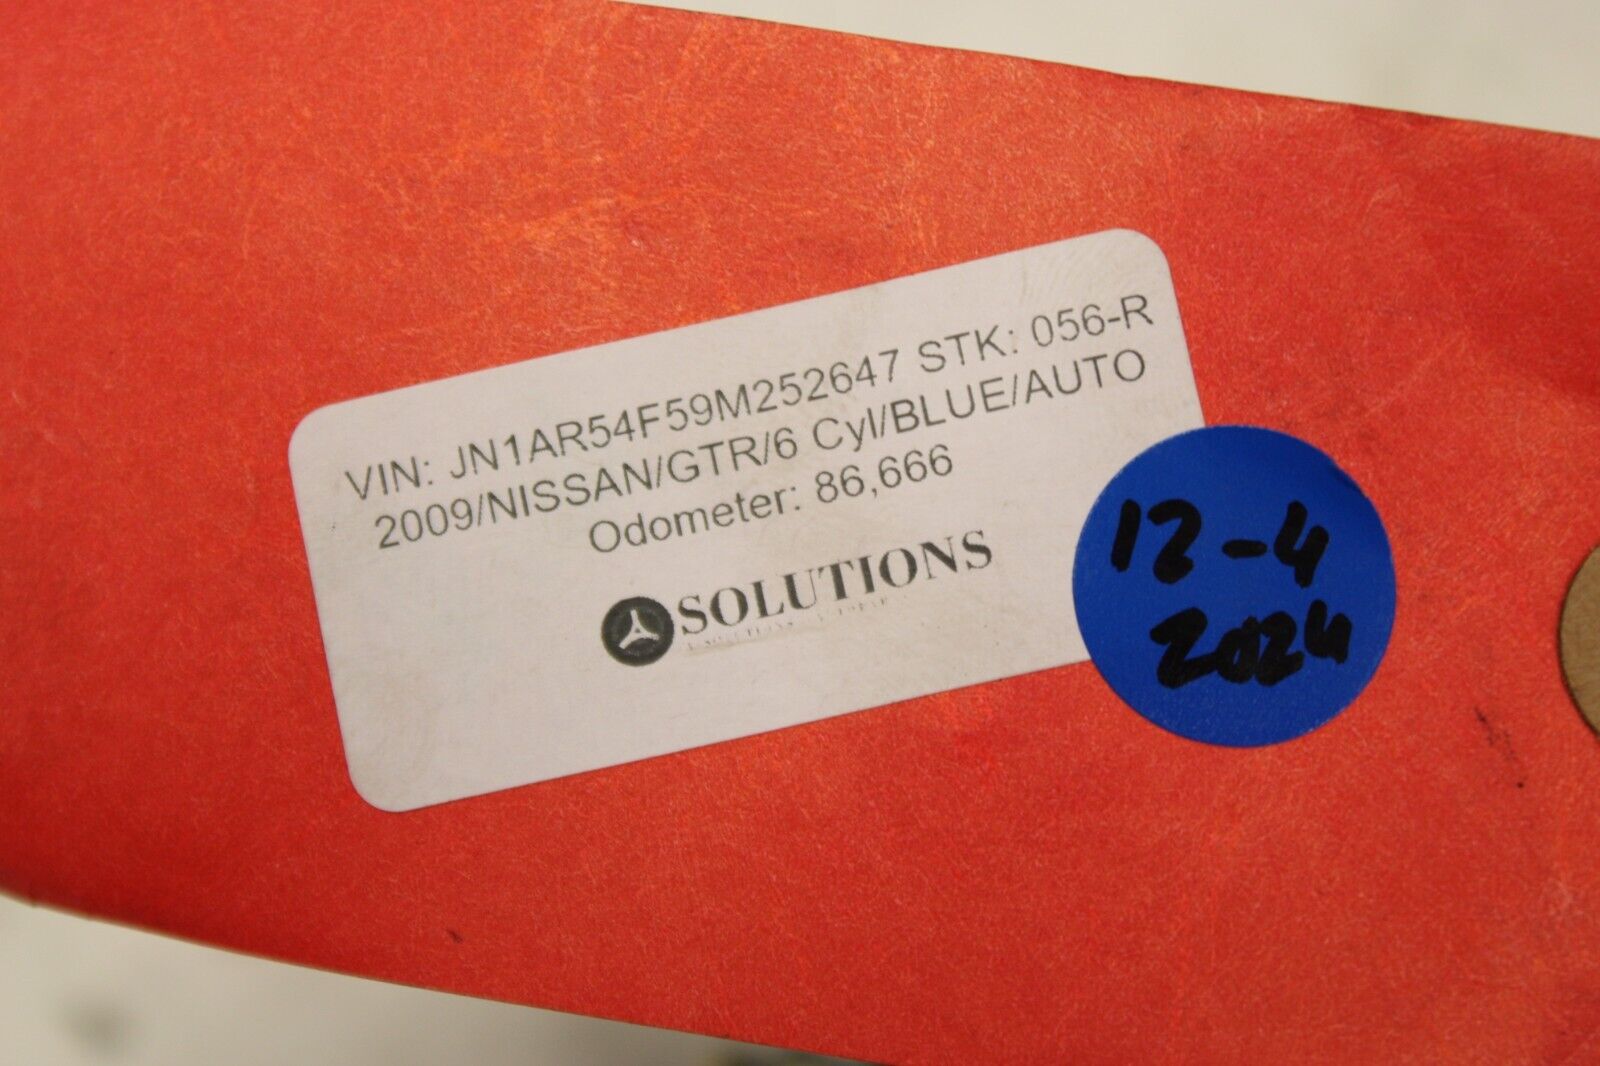 VIN: JN1AR54F59M252647 STK: 056-R
2009/NISSAN/GTR/6 Cyl/BLUE/AUTO
Odometer: 86,666
SOLUTIONS
12-4
2024